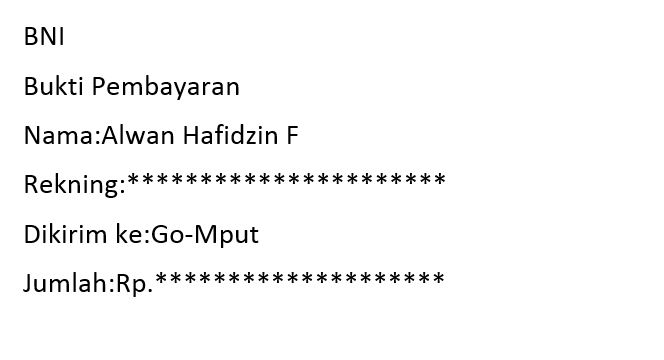 BNI
Bukti Pembayaran
Nama:Alwan Hafidzin F
Rekning:**********************
Dikirim ke:Go-Mput
Jumlah:Rp.********************